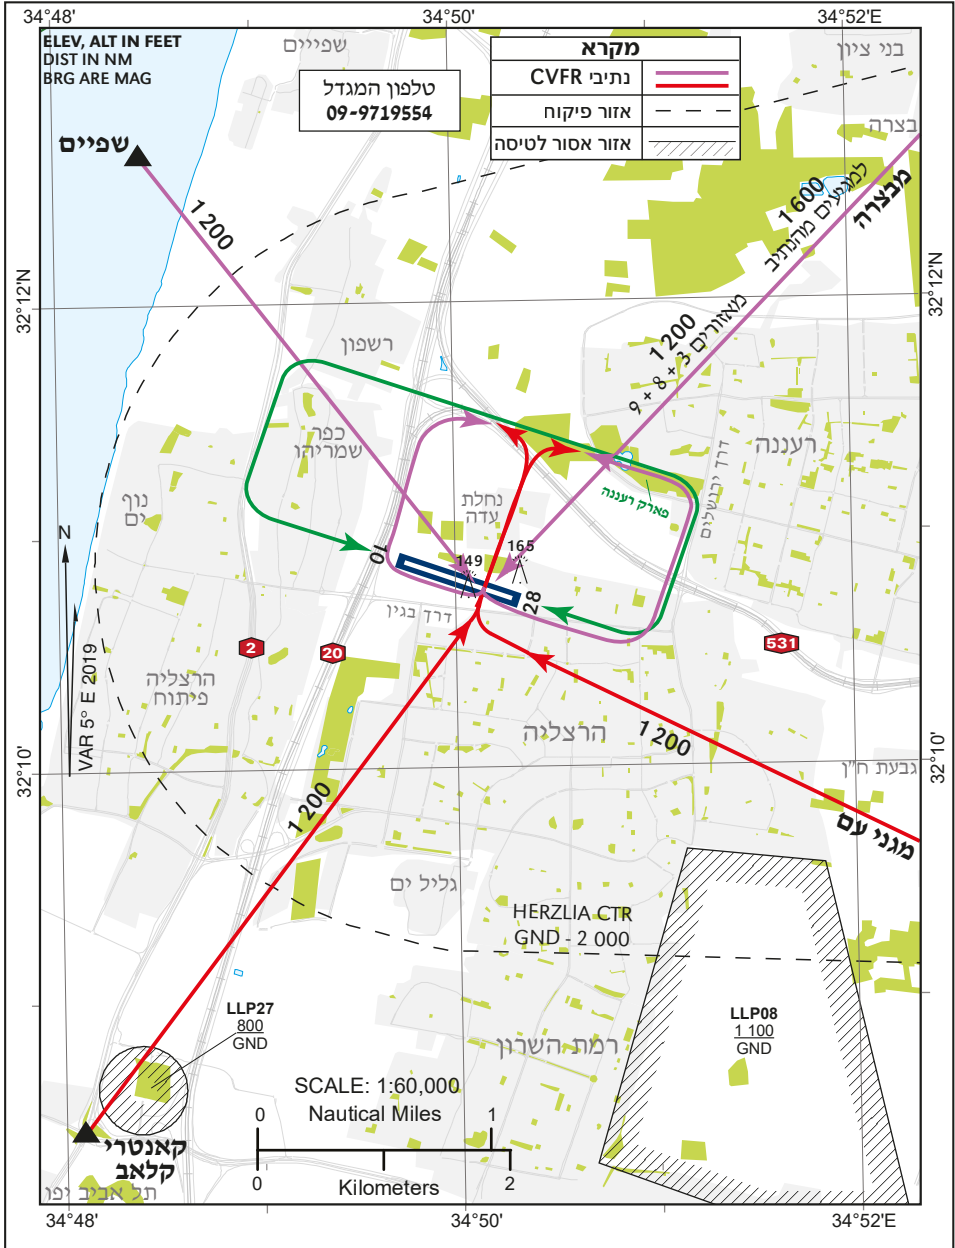 34°48'
34°50'
34°52'E
ELEV, ALT IN FEET
DIST IN NM
BRG ARE MAG
שפייים
טלפון המגדל
09-9719554
מקרא
נתיבי CVFR
אזור פיקוח
אזור אסור לטיסה
בני ציון
בצרה
שפיים
1 200
מבצרה
1 600
למגיעים מהנתיב
1 200
מאזורים 3 + 8 + 9
32°12'N
32°12'N
רשפון
כפר
שמריהו
רעננה
דרך ירושלים
פארק רעננה
נחלת
עדה
נוף
ים
N
VAR 5° E 2019
10
149
165
28
דרך בגין
2
20
531
הרצליה
פיתוח
הרצליה
1 200
1 200
32°10'
32°10'
גבעת ח"ן
מגני עם
גליל ים
HERZLIA CTR
GND - 2 000
LLP27
800
GND
LLP08
1 100
GND
רמת השרון
SCALE: 1:60,000
Nautical Miles
0
1
0
Kilometers
2
קאנטרי
קלאב
תל אביב יפו
34°48'
34°50'
34°52'E